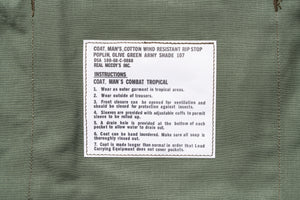 COAT, MAN'S, COTTON WIND RESISTANT RIP STOP
POPLIN, OLIVE GREEN ARMY SHADE 107
DSA 100-68-C-0088
REAL McCOY'S INC.
INSTRUCTIONS
COAT, MAN'S COMBAT TROPICAL
1. Wear as outer garment in tropical areas.
2. Wear outside of trousers.
3. Front closure can be opened for ventilation and
should be closed for protection against insects.
4. Sleeves are provided with adjustable cuffs to permit
sleeves to be rolled up.
5. A drain hole is provided at the bottom of each
pocket to allow water to drain out.
6. Coat can be hand laundered. Make sure all soap is
thoroughly rinsed out.
7. Coat is made longer than normal in order that Load
Carrying Equipment does not cover pockets.